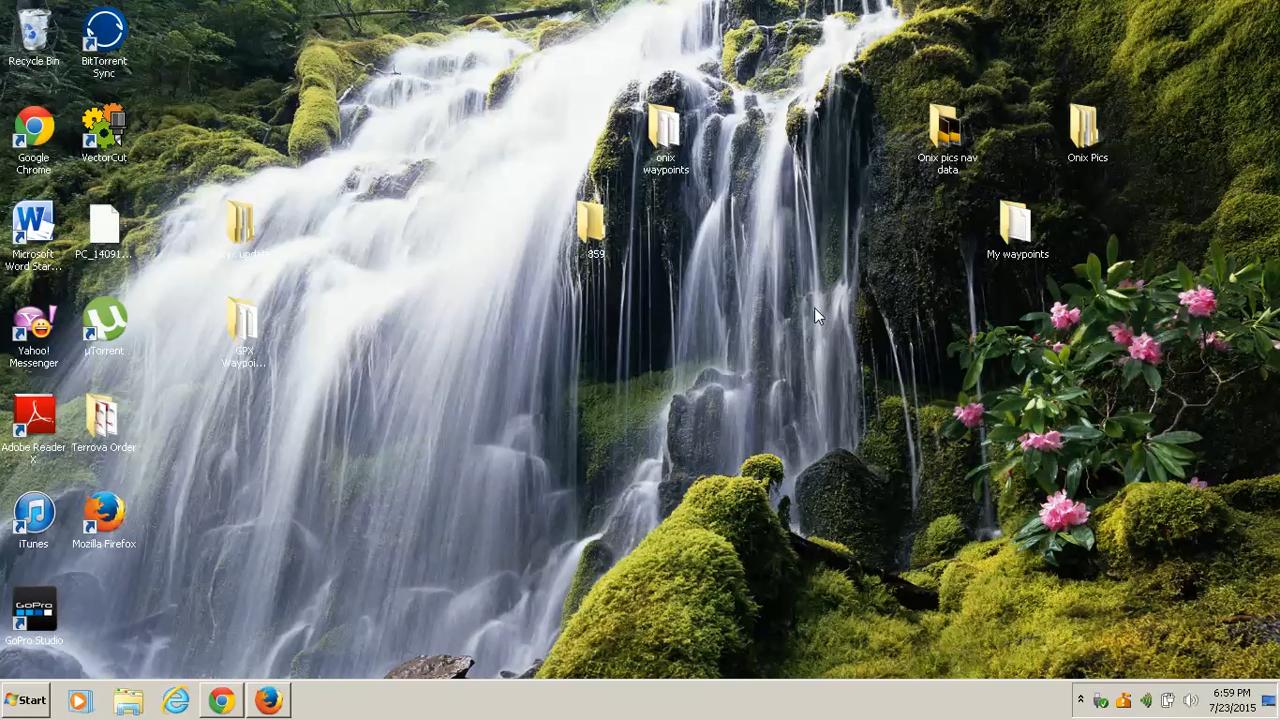 Recycle Bin
BitTorrent
Sync
Google
Chrome
VectorCut
onix
waypoints
Onix pics nav
data
Onix Pics
Microsoft
Word Star...
PC_14091...
859
My waypoints
Yahoo!
Messenger
µTorrent
GPX
Waypoi...
Adobe Reader
X
Terrova Order
iTunes
Mozilla Firefox
GoPro
GoPro Studio
Start
6:59 PM
7/23/2015